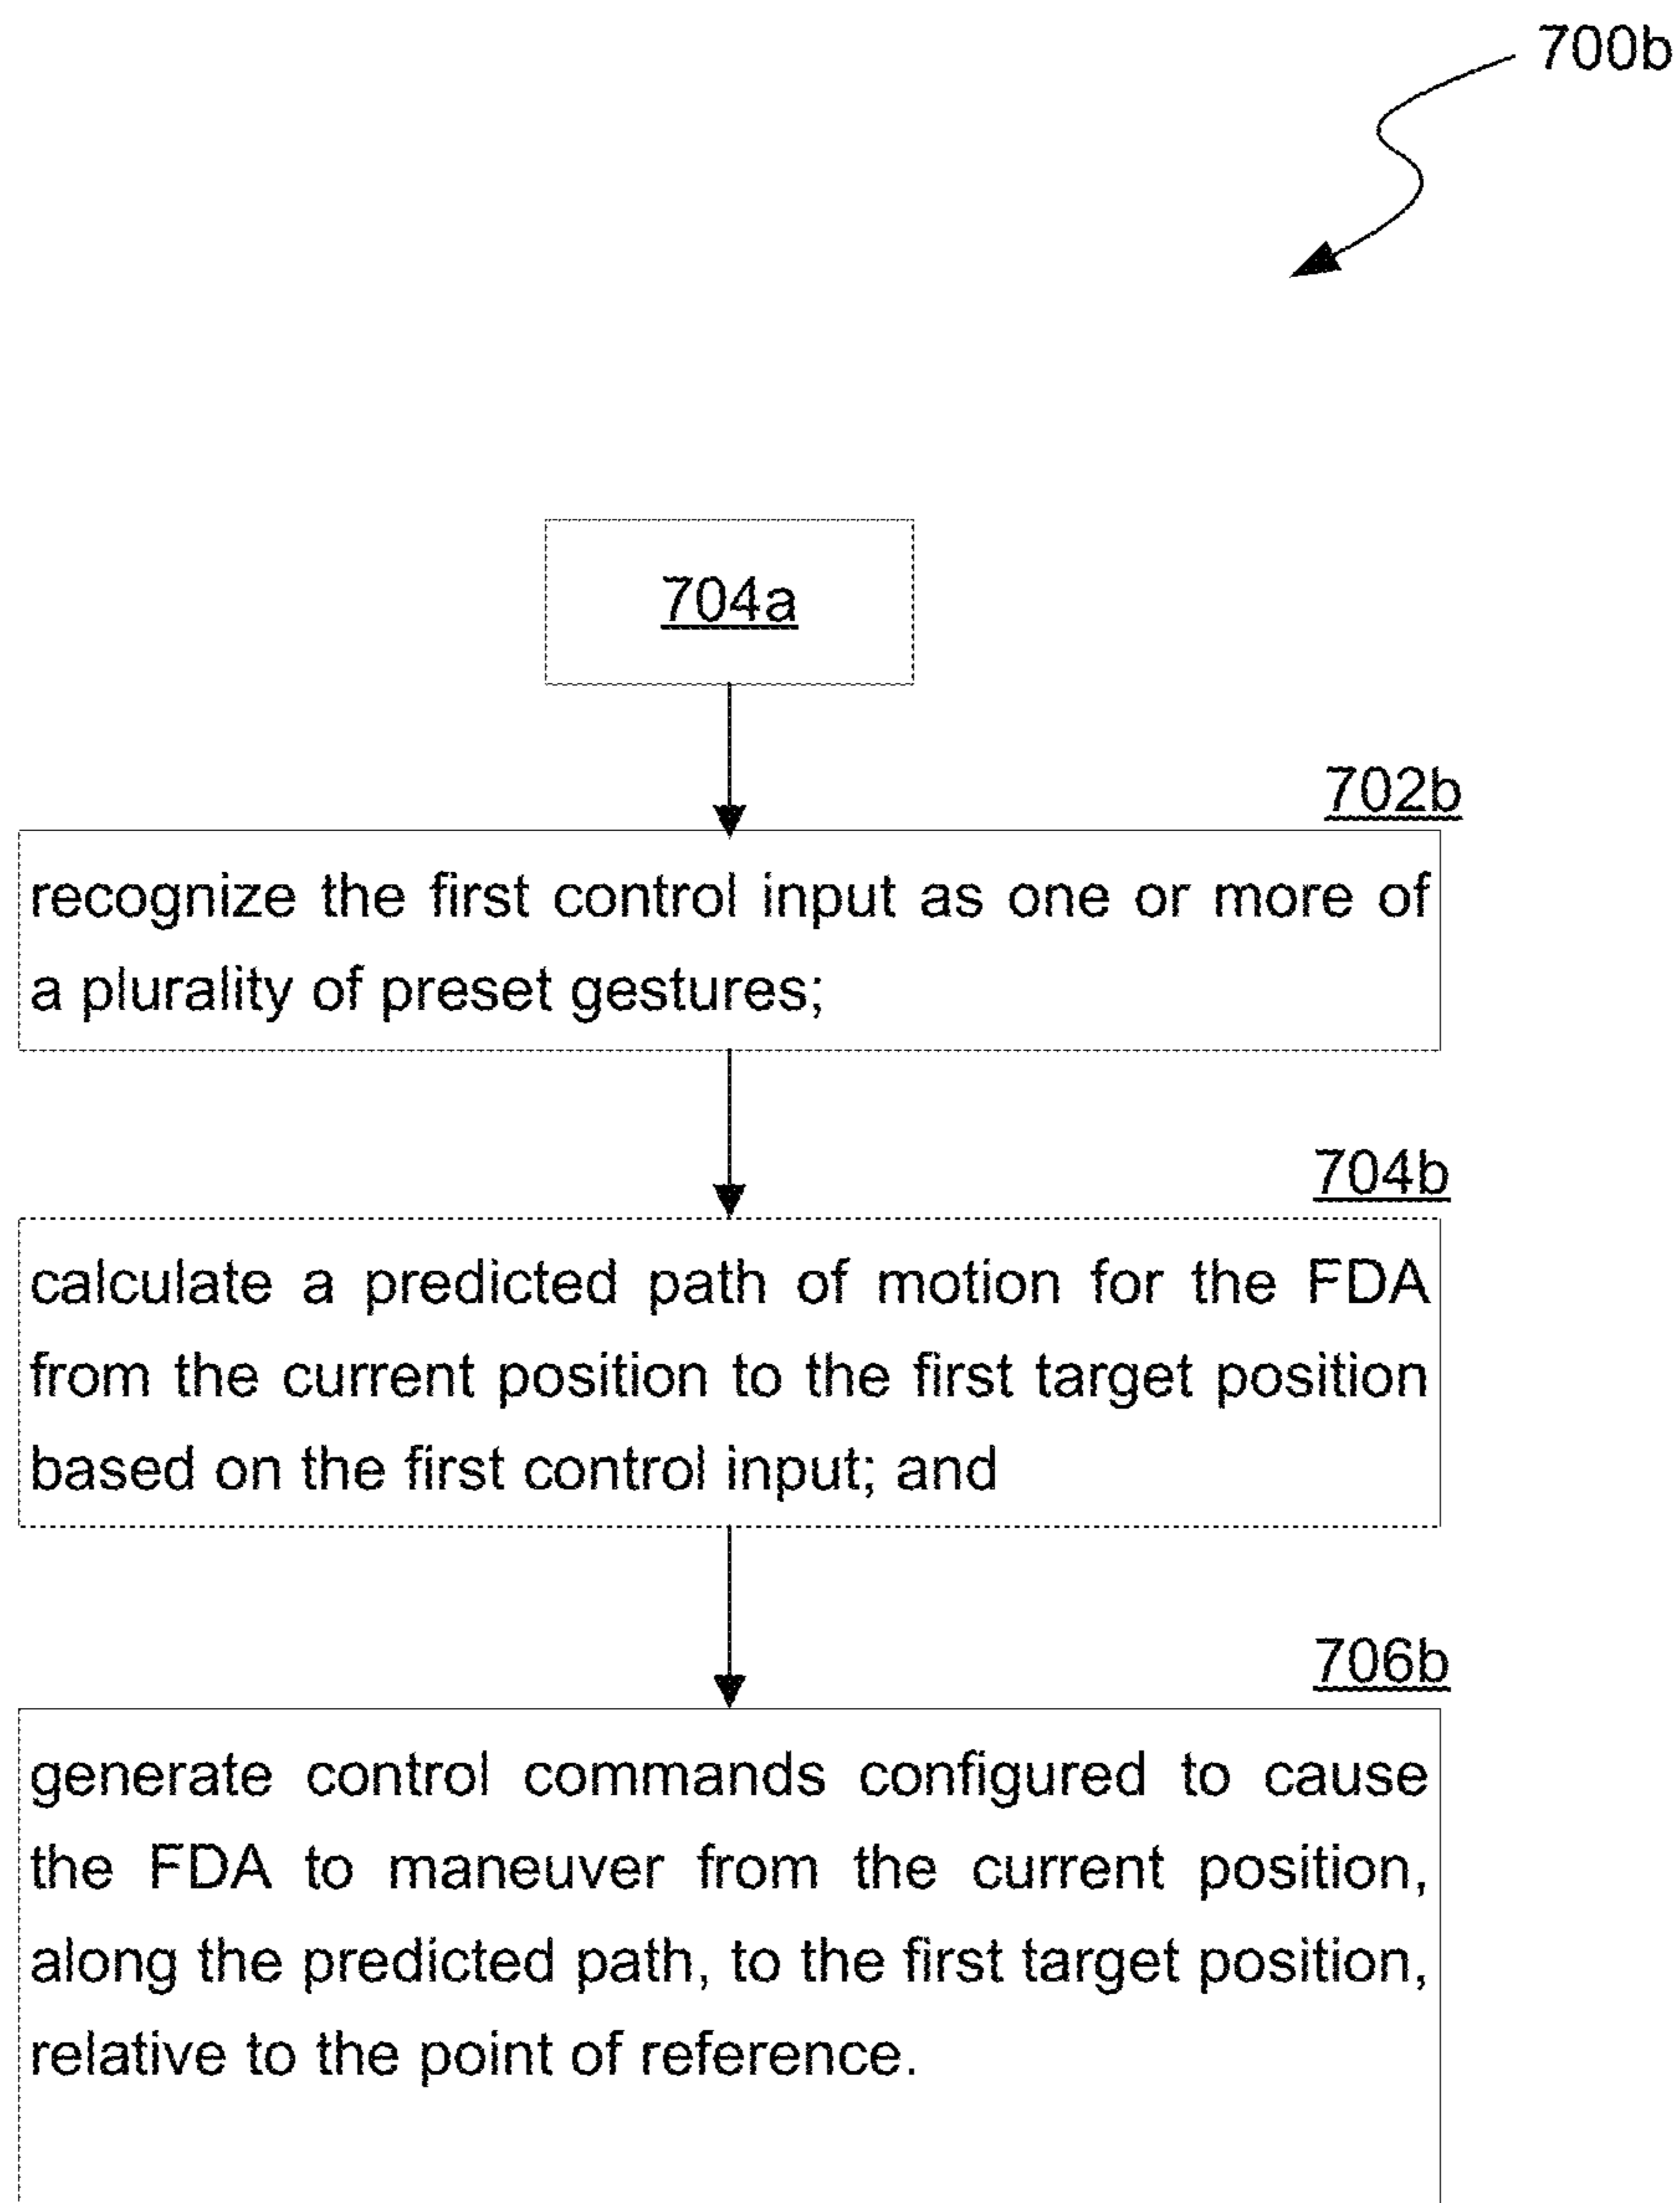 700b
704a
702b
recognize the first control input as one or more of
a plurality of preset gestures;
704b
calculate a predicted path of motion for the FDA
from the current position to the first target position
based on the first control input; and
706b
generate control commands configured to cause
the FDA to maneuver from the current position,
along the predicted path, to the first target position,
relative to the point of reference.